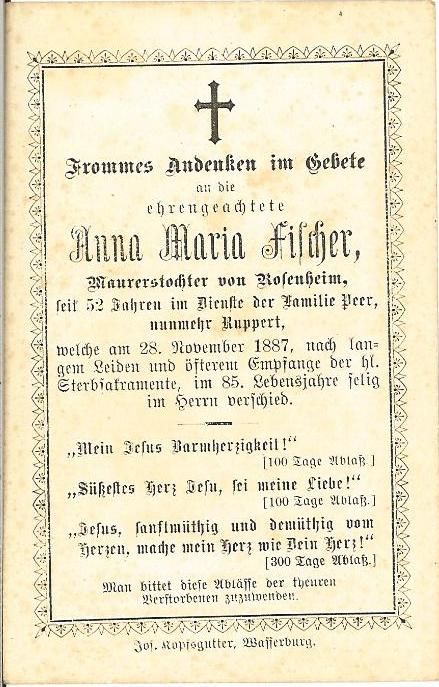 Frommes Andenken im Gebete
an die
ehrengeachtete
Anna Maria Fischer,
Maurerstochter von Rosenheim,
seit 52 Jahren im Dienste der Familie Peer,
nunmehr Ruppert,
welche am 28. November 1887, nach lan-
gem Leiden und öfterem Empfange der hl.
Sterbsakramente, im 85. Lebensjahre selig
im Herrn verschied.
„Mein Jesus Barmherzigkeit!“
[100 Tage Ablaß.]
„Süßestes Herz Jesu, sei meine Liebe!“
[100 Tage Ablaß.]
„Jesus, sanftmüthig und demüthig vom
Herzen, mache mein Herz wie Dein Herz!“
[300 Tage Ablaß.]
Man bittet diese Ablässe der theuren
Verstorbenen zuzuwenden.
Jos. Kopfsgutter, Wasserburg.